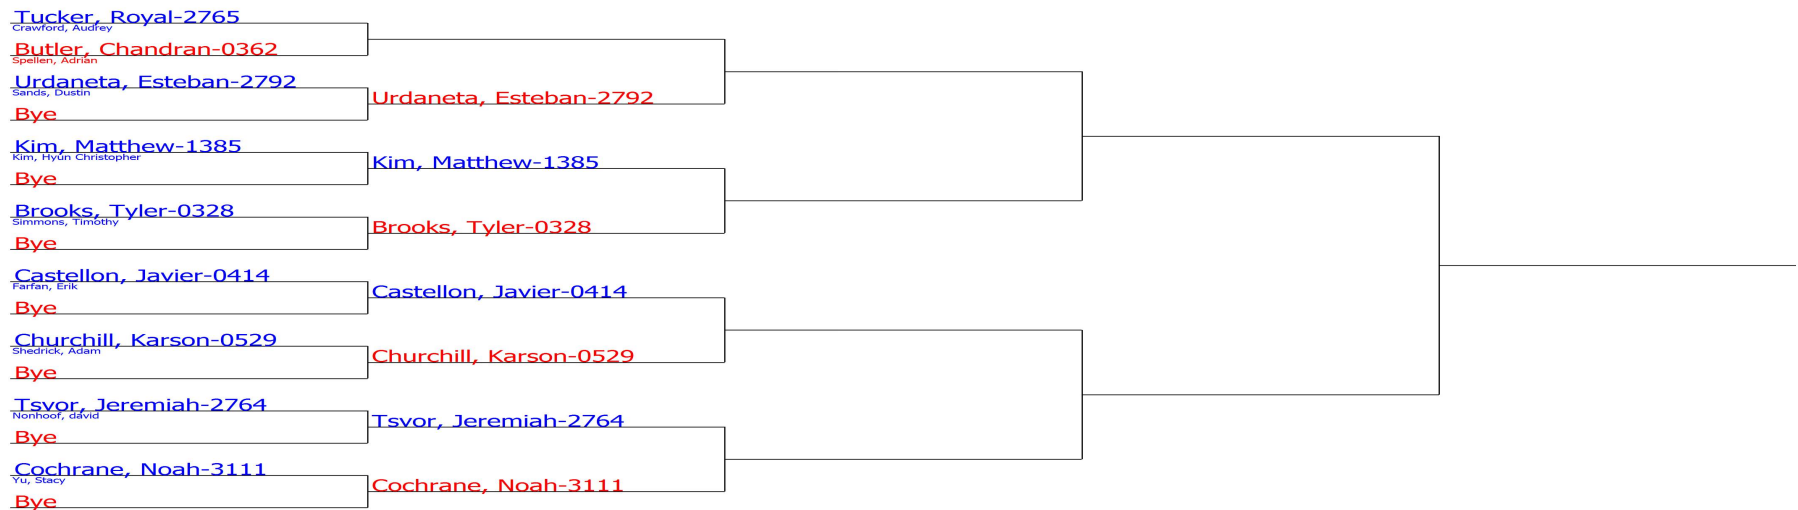 Tucker, Royal-2765
Crawford, Audrey
Butler, Chandran-0362
Spellen, Adrian
Urdaneta, Esteban-2792
Sands, Dustin
Bye
Urdaneta, Esteban-2792
Kim, Matthew-1385
Kim, Hyun Christopher
Bye
Kim, Matthew-1385
Brooks, Tyler-0328
Simmons, Timothy
Bye
Brooks, Tyler-0328
Castellon, Javier-0414
Farfan, Erik
Bye
Castellon, Javier-0414
Churchill, Karson-0529
Shedrick, Adam
Bye
Churchill, Karson-0529
Tsvor, Jeremiah-2764
Nonhoof, david
Bye
Tsvor, Jeremiah-2764
Cochrane, Noah-3111
Yu, Stacy
Bye
Cochrane, Noah-3111